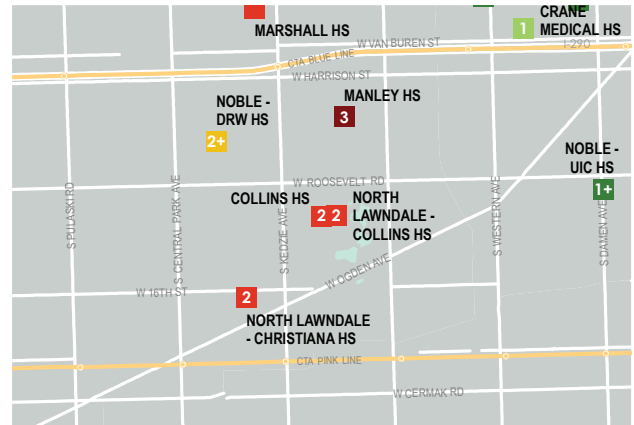 CRANE
MEDICAL HS
1
MARSHALL HS
W VAN BUREN ST
I-290
CTA BLUE LINE
W HARRISON ST
NOBLE -
DRW HS
2+
MANLEY HS
3
NOBLE -
UIC HS
1+
W ROOSEVELT RD
S PULASKI RD
S CENTRAL PARK AVE
S KEDZIE AVE
S WESTERN AVE
S DAMEN AVE
COLLINS HS
2
2
NORTH
LAWNDALE -
COLLINS HS
W OGDEN AVE
W 16TH ST
2
NORTH LAWNDALE
- CHRISTIANA HS
CTA PINK LINE
W CERMAK RD